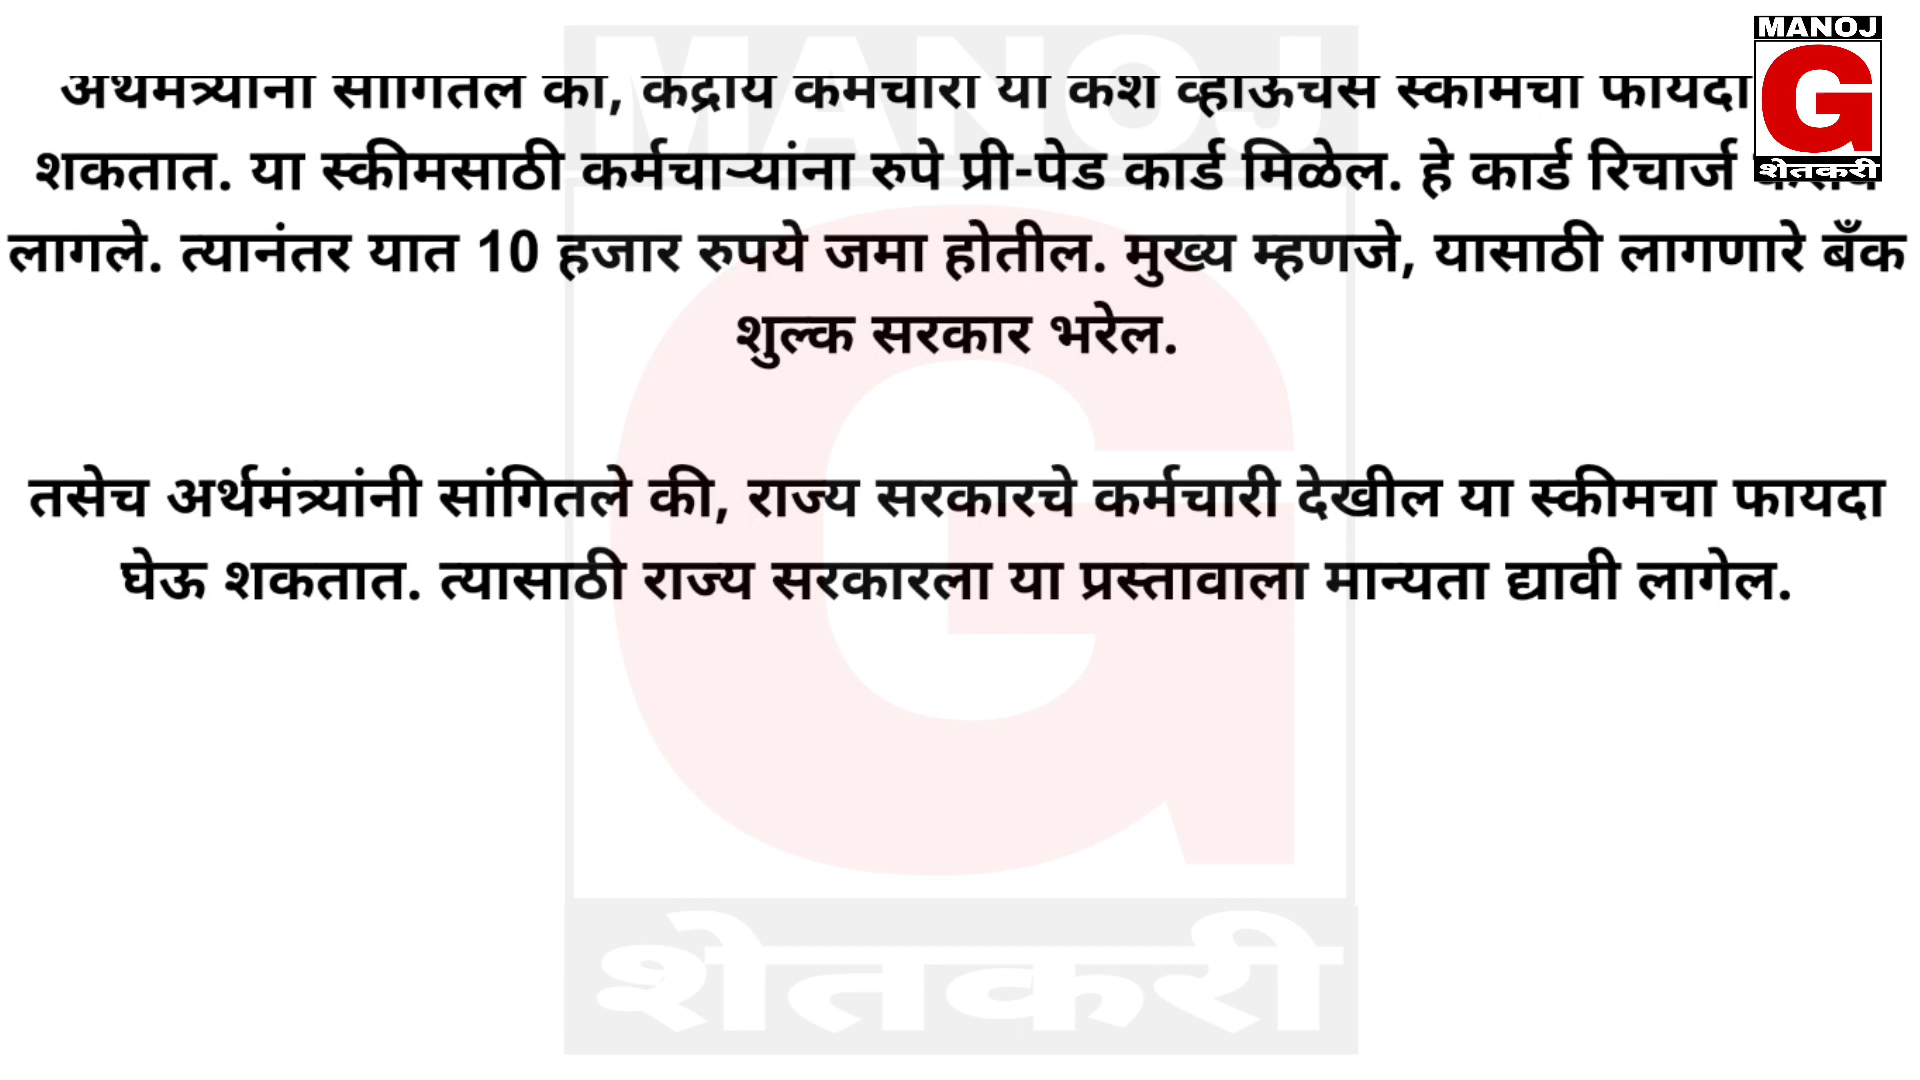 MANOJ
G
शेतकरी
अर्थमंत्र्यांनी सांगितले की, केंद्रीय कर्मचारी या कॅश व्हाऊचर्स स्कीमचा फायदा
शकतात. या स्कीमसाठी कर्मचाऱ्यांना रुपे प्री-पेड कार्ड मिळेल. हे कार्ड रिचार्ज
लागले. त्यानंतर यात 10 हजार रुपये जमा होतील. मुख्य म्हणजे, यासाठी लागणारे बँक
शुल्क सरकार भरेल.
तसेच अर्थमंत्र्यांनी सांगितले की, राज्य सरकारचे कर्मचारी देखील या स्कीमचा फायदा
घेऊ शकतात. त्यासाठी राज्य सरकारला या प्रस्तावाला मान्यता द्यावी लागेल.
MANOJ
G
शेतकरी